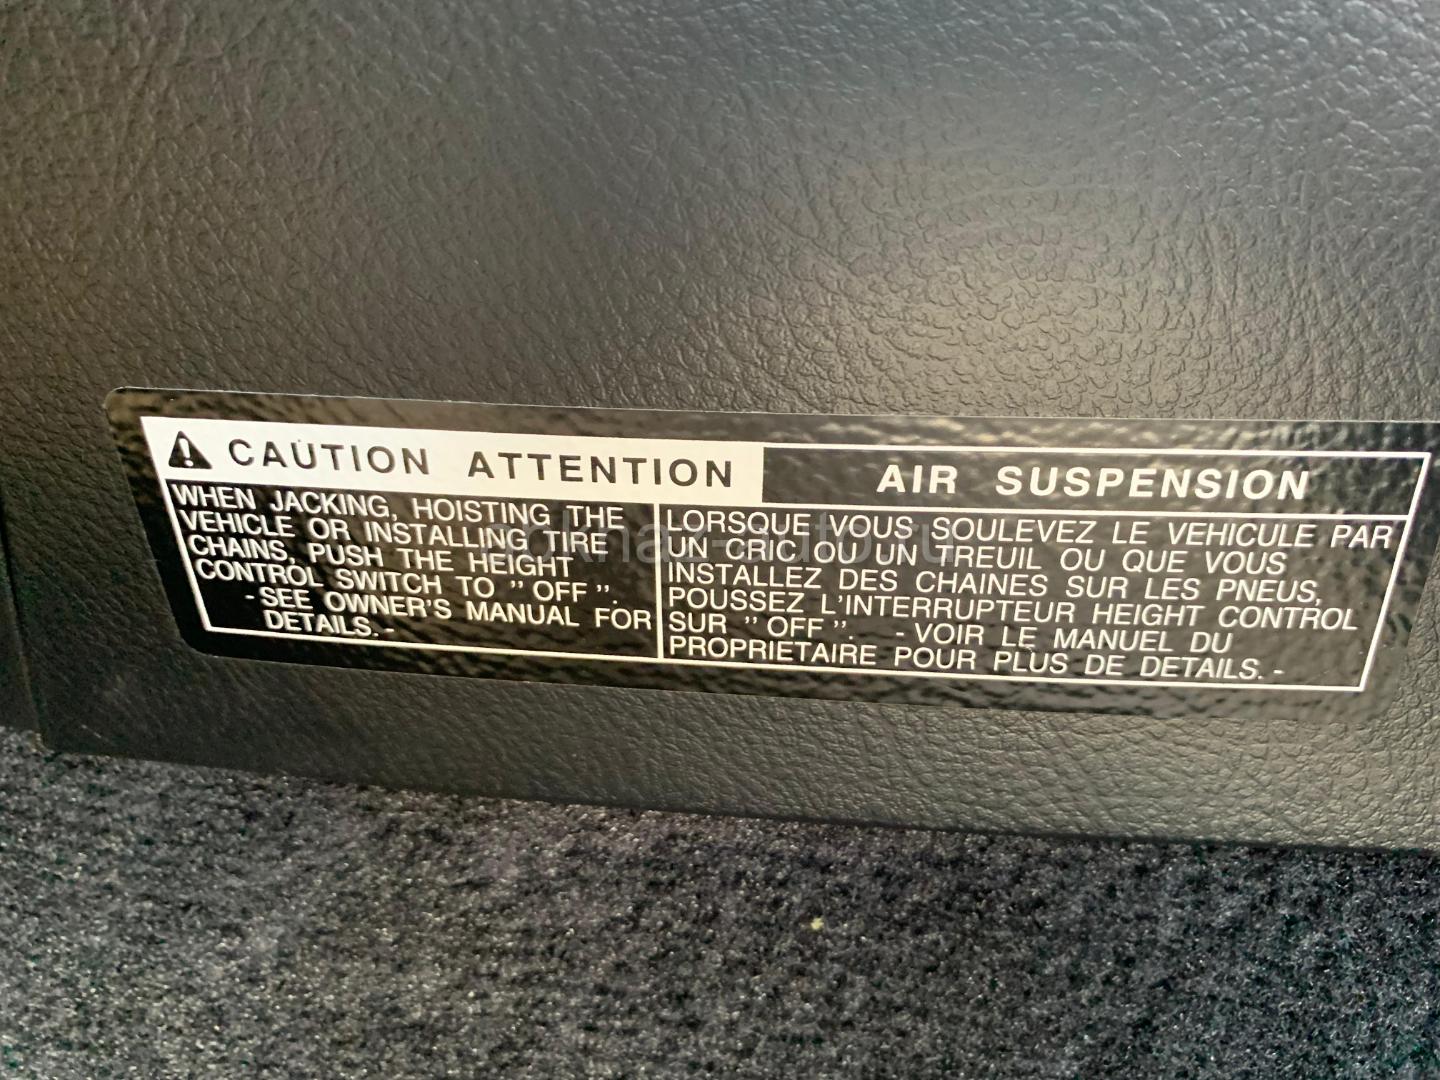 CAUTION ATTENTION AIR SUSPENSION
WHEN JACKING, HOISTING THE
VEHICLE OR INSTALLING TIRE
CHAINS, PUSH THE HEIGHT
CONTROL SWITCH TO "OFF".
-SEE OWNER'S MANUAL FOR
DETAILS.-
LORSQUE VOUS SOULEVEZ LE VEHICULE PAR
UN CRIC OU UN TREUIL OU QUE VOUS
INSTALLEZ DES CHAINES SUR LES PNEUS,
POUSSEZ L'INTERRUPTEUR HEIGHT CONTROL
SUR "OFF". -VOIR LE MANUEL DU
PROPRIETAIRE POUR PLUS DE DETAILS.-